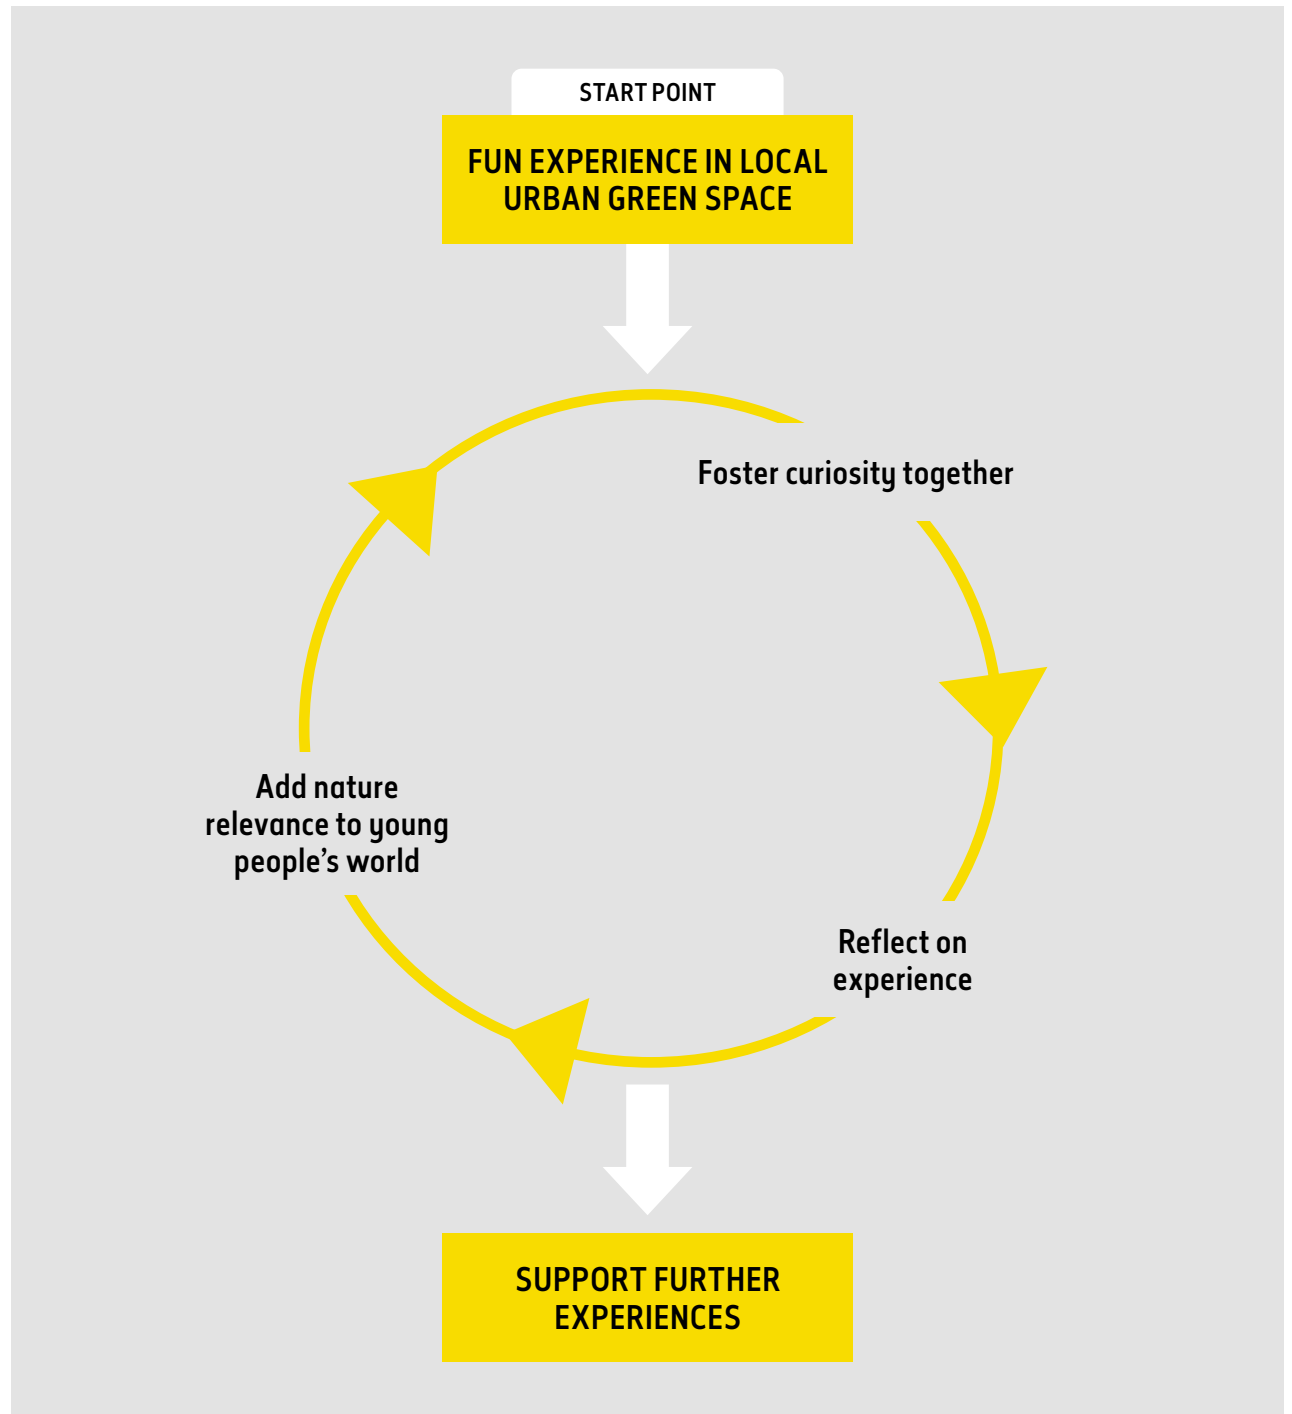 START POINT
FUN EXPERIENCE IN LOCAL
URBAN GREEN SPACE
Foster curiosity together
Reflect on
experience
Add nature
relevance to young
people’s world
SUPPORT FURTHER
EXPERIENCES